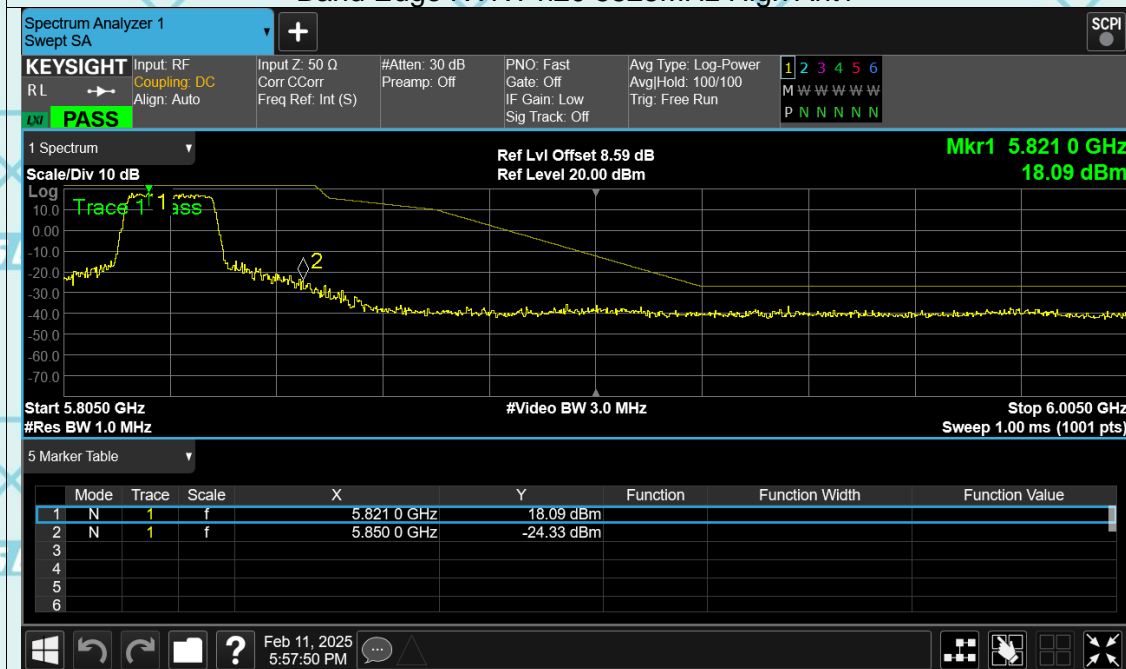 Spectrum Analyzer 1
Swept SA
+
SCPI
KEYSIGHT
RL
LXI PASS
Input: RF
Coupling: DC
Align: Auto
Input Z: 50 Ω
Corr CCorr
Freq Ref: Int (S)
#Atten: 30 dB
Preamp: Off
PNO: Fast
Gate: Off
IF Gain: Low
Sig Track: Off
Avg Type: Log-Power
Avg|Hold: 100/100
Trig: Free Run
1 2 3 4 5 6
M W W W W W
P N N N N N
1 Spectrum
Scale/Div 10 dB
Ref Lvl Offset 8.59 dB
Ref Level 20.00 dBm
Mkr1 5.821 0 GHz
18.09 dBm
Log
Trace 1 Pass
1
2
10.0
0.00
-10.0
-20.0
-30.0
-40.0
-50.0
-60.0
-70.0
Start 5.8050 GHz
#Video BW 3.0 MHz
Stop 6.0050 GHz
#Res BW 1.0 MHz
Sweep 1.00 ms (1001 pts)
5 Marker Table
Mode Trace Scale X Y Function Function Width Function Value
1 N 1 f 5.821 0 GHz 18.09 dBm
2 N 1 f 5.850 0 GHz -24.33 dBm
3
4
5
6
?
Feb 11, 2025
5:57:50 PM